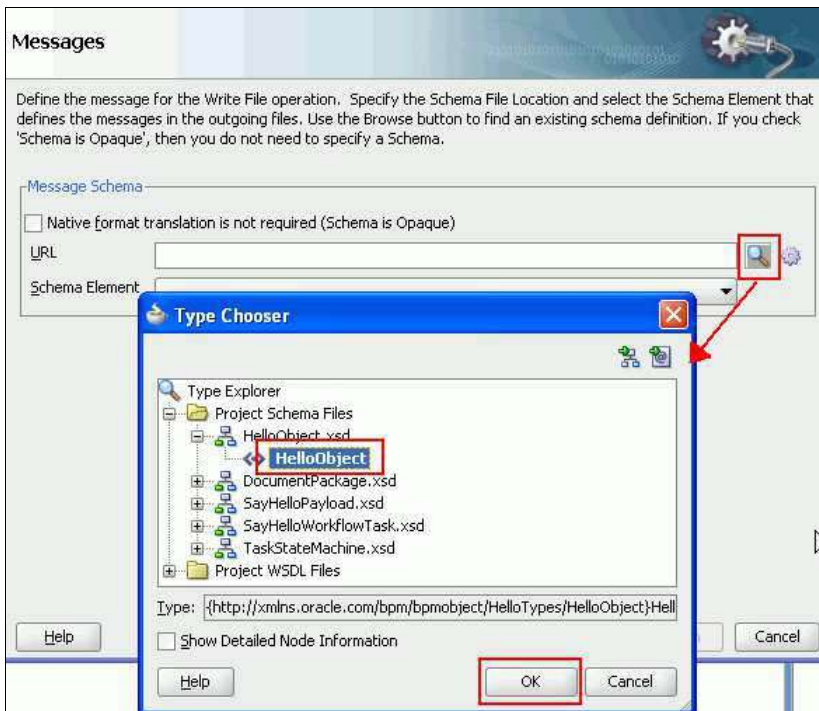 Messages
Define the message for the Write File operation.  Specify the Schema File Location and select the Schema Element that
defines the messages in the outgoing files. Use the Browse button to find an existing schema definition. If you check
'Schema is Opaque', then you do not need to specify a Schema.
Message Schema
Native format translation is not required (Schema is Opaque)
URL
Schema Element
Type Chooser
Type Explorer
Project Schema Files
HelloObject.xsd
HelloObject
DocumentPackage.xsd
SayHelloPayload.xsd
SayHelloWorkflowTask.xsd
TaskStateMachine.xsd
Project WSDL Files
Type: {http://xmlns.oracle.com/bpm/bpmobject/HelloTypes/HelloObject}Hell
Show Detailed Node Information
Help
Cancel
Help
OK
Cancel